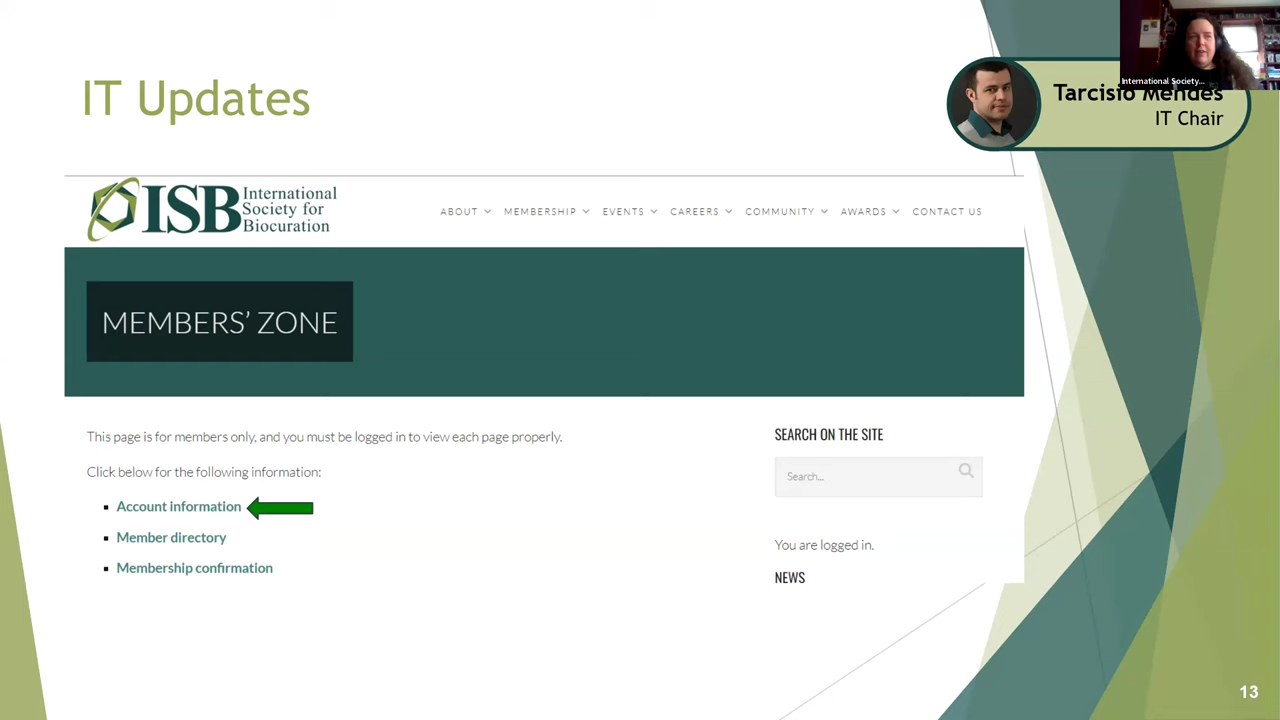 IT Updates
International Society...
Tarcisio Mendes
IT Chair
ISB International
Society for
Biocuration
ABOUT MEMBERSHIP EVENTS CAREERS COMMUNITY AWARDS CONTACT US
MEMBERS' ZONE
This page is for members only, and you must be logged in to view each page properly.
Click below for the following information:
Account information
Member directory
Membership confirmation
SEARCH ON THE SITE
Search...
You are logged in.
NEWS
13